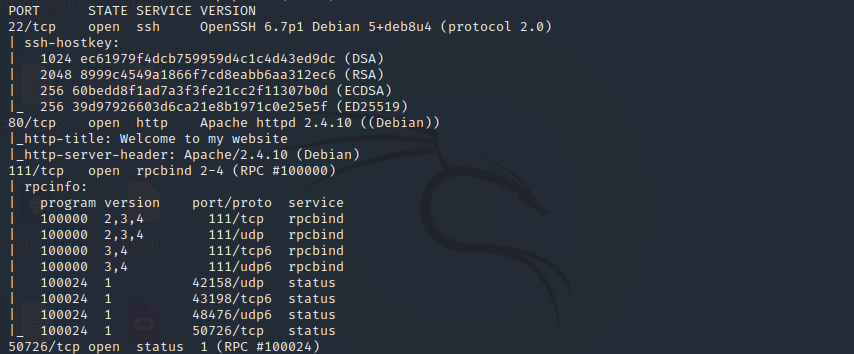 PORT      STATE SERVICE VERSION
22/tcp    open  ssh     OpenSSH 6.7p1 Debian 5+deb8u4 (protocol 2.0)
| ssh-hostkey:
|   1024 ec61979f4dcb759959d4c1c4d43ed9dc (DSA)
|   2048 8999c4549a1866f7cd8eabb6aa312ec6 (RSA)
|   256 60bedd8f1ad7a3f3fe21cc2f11307b0d (ECDSA)
|_  256 39d97926603d6ca21e8b1971c0e25e5f (ED25519)
80/tcp    open  http    Apache httpd 2.4.10 ((Debian))
|_http-title: Welcome to my website
|_http-server-header: Apache/2.4.10 (Debian)
111/tcp   open  rpcbind 2-4 (RPC #100000)
| rpcinfo:
|   program version    port/proto  service
|   100000  2,3,4        111/tcp   rpcbind
|   100000  2,3,4        111/udp   rpcbind
|   100000  3,4          111/tcp6  rpcbind
|   100000  3,4          111/udp6  rpcbind
|   100024  1          42158/udp   status
|   100024  1          43198/tcp6  status
|   100024  1          48476/udp6  status
|_  100024  1          50726/tcp   status
50726/tcp open  status  1 (RPC #100024)